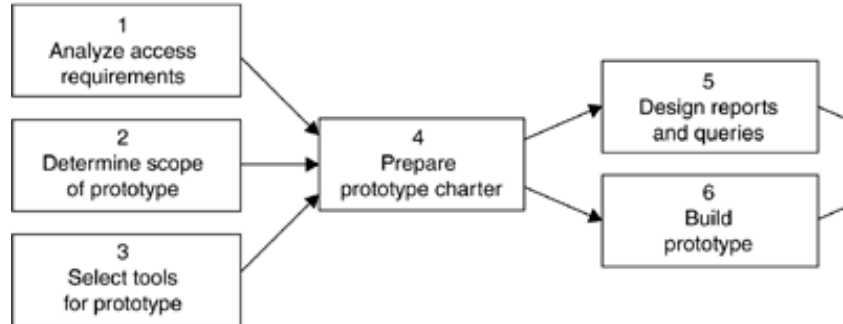 1
Analyze access
requirements
2
Determine scope
of prototype
3
Select tools
for prototype
4
Prepare
prototype charter
5
Design reports
and queries
6
Build
prototype